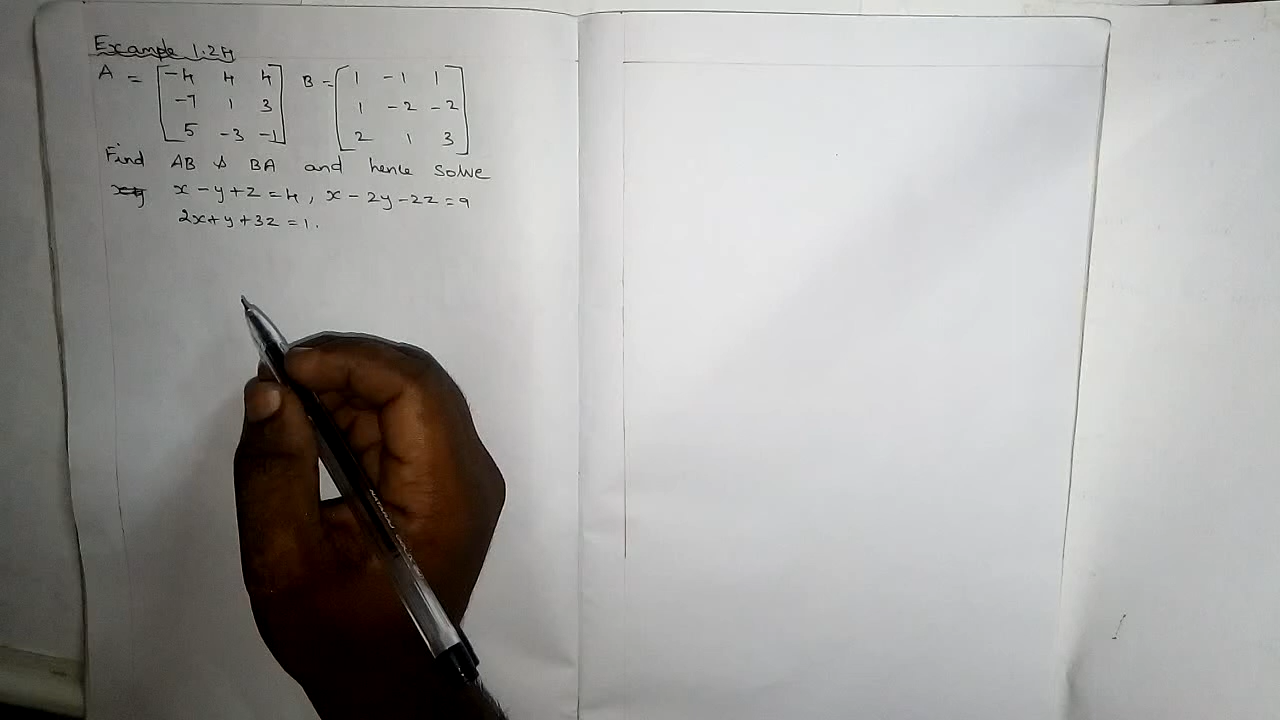 Example 1.24
A = [-4 4 4 B = [1 -1 1
-7 1 3 1 -2 -2
5 -3 -1] 2 1 3]
Find AB & BA and hence solve
x - y + z = 4, x - 2y - 2z = 9
2x + y + 3z = 1.